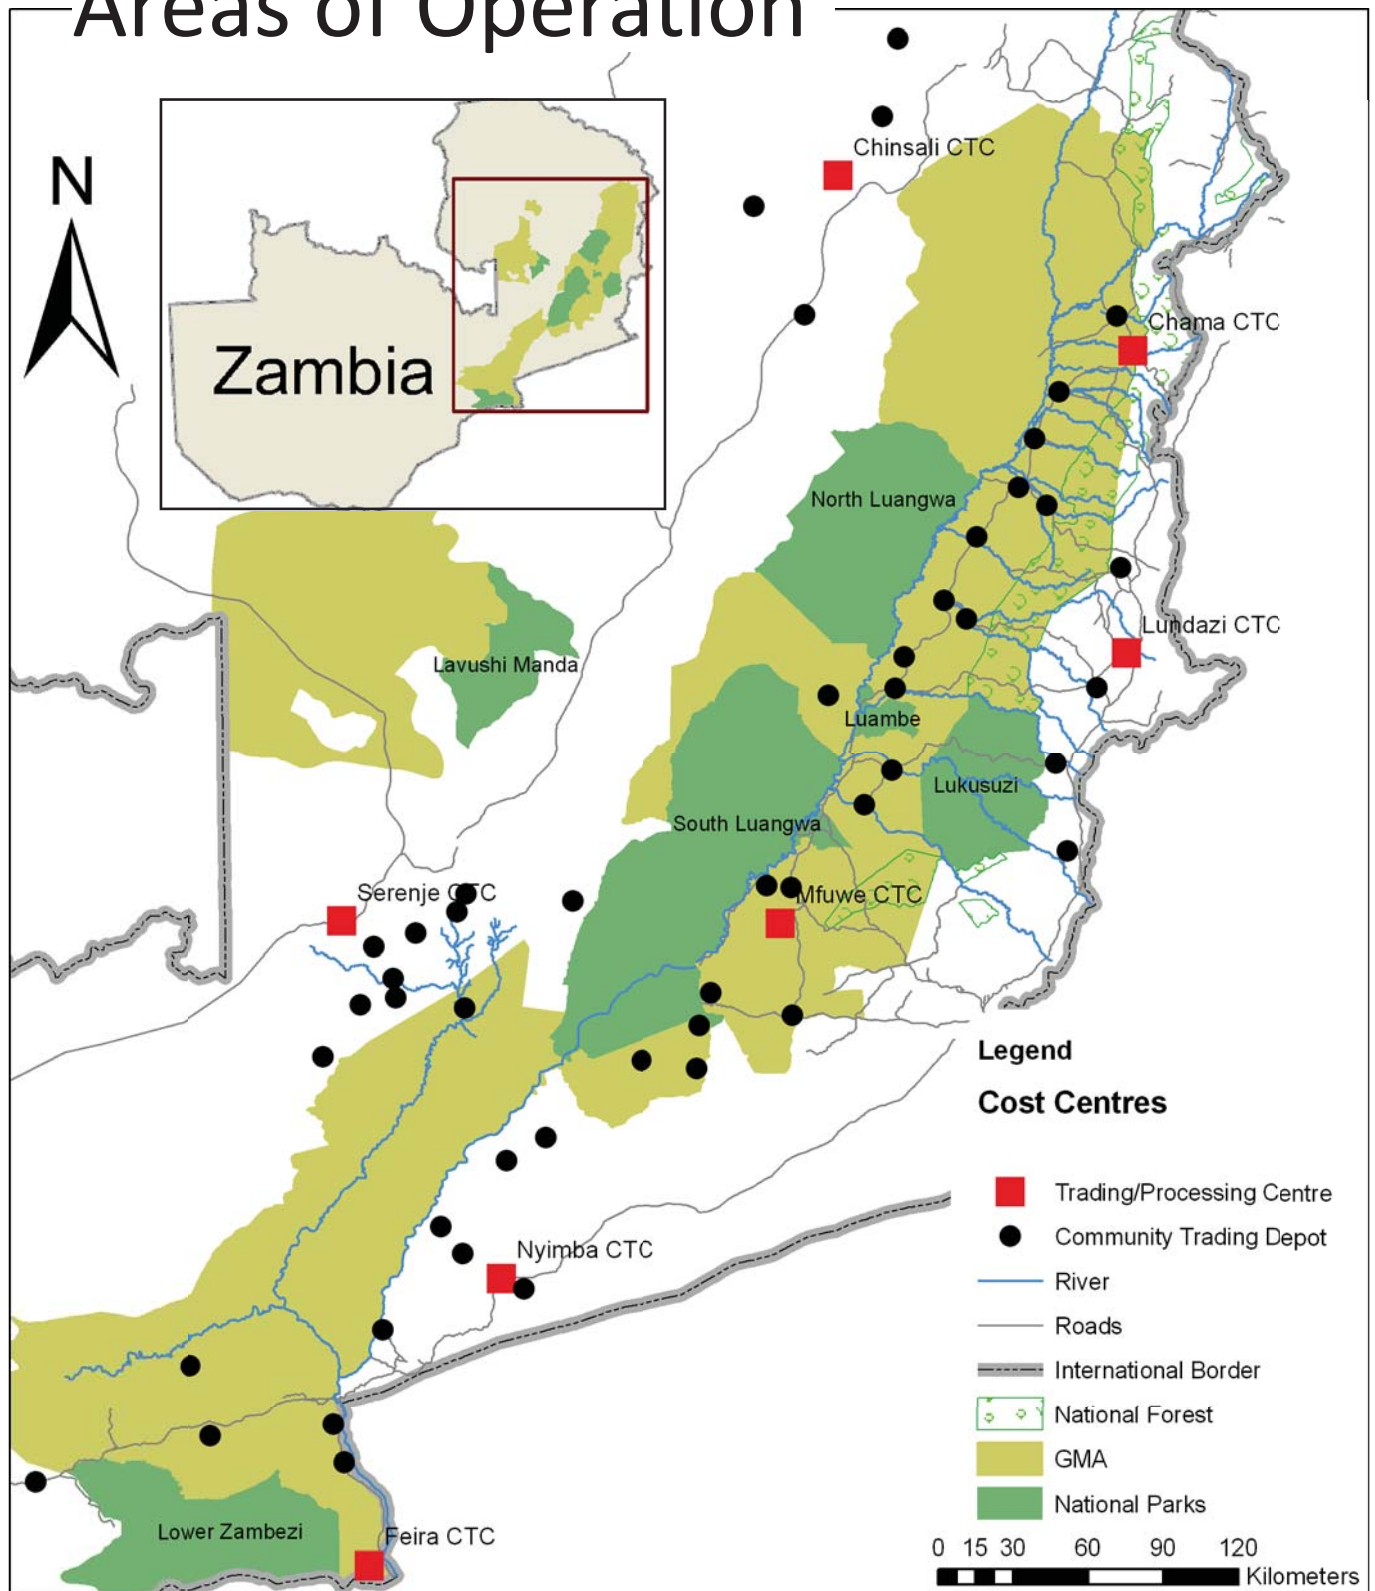 Areas of Operation
N
Zambia
Chinsali CTC
Chama CTC
North Luangwa
Lundazi CTC
Lavushi Manda
Luambe
Lukusuzi
South Luangwa
Serenje CTC
Mfuwe CTC
Nyimba CTC
Lower Zambezi
Feira CTC
Legend
Cost Centres
Trading/Processing Centre
Community Trading Depot
River
Roads
International Border
National Forest
GMA
National Parks
0 15 30 60 90 120
Kilometers